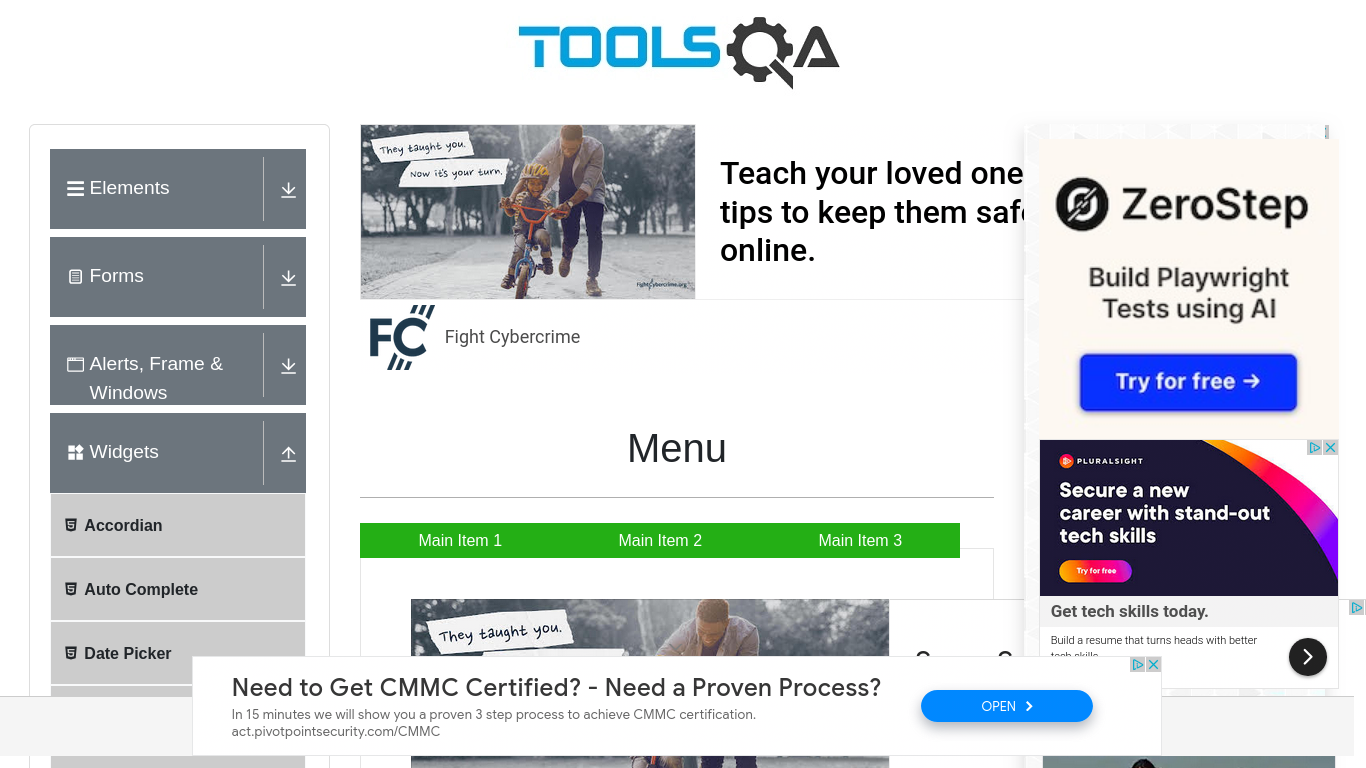 TOOLSQA
Elements
Forms
Alerts, Frame &
Windows
Widgets
Accordian
Auto Complete
Date Picker
They taught you.
Now it's your turn.
FightCybercrime.org
Teach your loved one
tips to keep them safe
online.
FC
Fight Cybercrime
Menu
Main Item 1
Main Item 2
Main Item 3
They taught you.
ZeroStep
Build Playwright
Tests using AI
Try for free →
PLURALSIGHT
Secure a new
career with stand-out
tech skills
Try for free
Get tech skills today.
Build a resume that turns heads with better
tech skills
Need to Get CMMC Certified? - Need a Proven Process?
In 15 minutes we will show you a proven 3 step process to achieve CMMC certification.
act.pivotpointsecurity.com/CMMC
OPEN